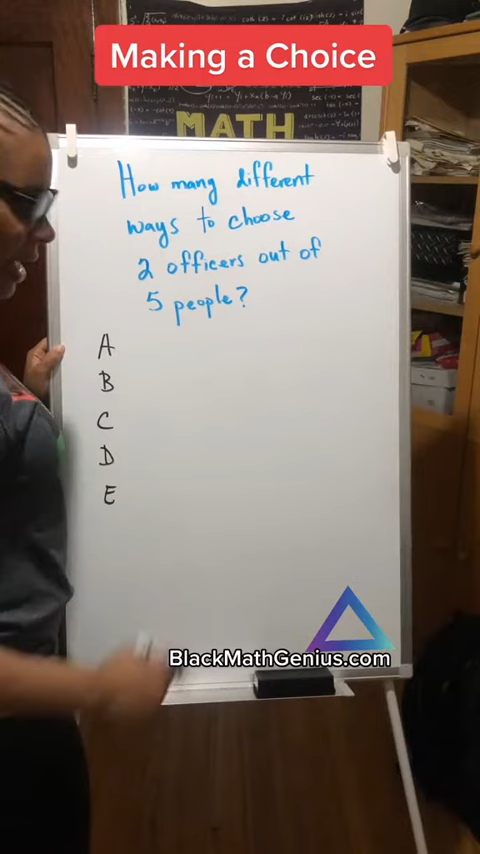 Making a Choice
MATH
How many different
ways to choose
2 officers out of
5 people?
A
B
C
D
E
BlackMathGenius.com